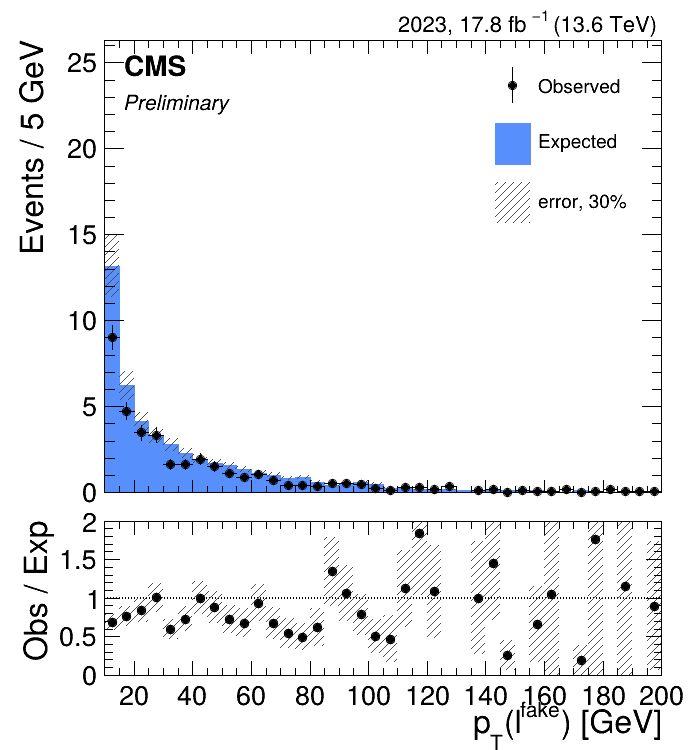 2023, 17.8 fb⁻¹ (13.6 TeV)
CMS
Preliminary
Observed
Expected
error, 30%
Events / 5 GeV
25
20
15
10
5
0
Obs / Exp
2
1.5
1
0.5
0
20 40 60 80 100 120 140 160 180 200
p_T(l^fake) [GeV]